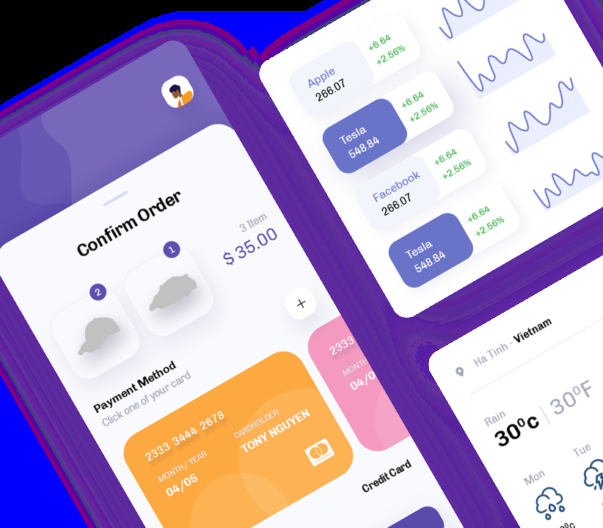 Confirm Order
2
1
3 Item
$ 35.00
+
Payment Method
Click one of your card
2333 3444 2678
MONTH / YEAR
04/05
CARDHOLDER
TONY NGUYEN
2333
MONTH
04/0
Credit Card
Apple
266.07
+6.64
+2.56%
Tesla
548.84
+6.64
+2.56%
Facebook
266.07
+6.64
+2.56%
Tesla
548.84
+6.64
+2.56%
Ha Tinh - Vietnam
Rain
30ºc | 30ºF
Mon
Tue